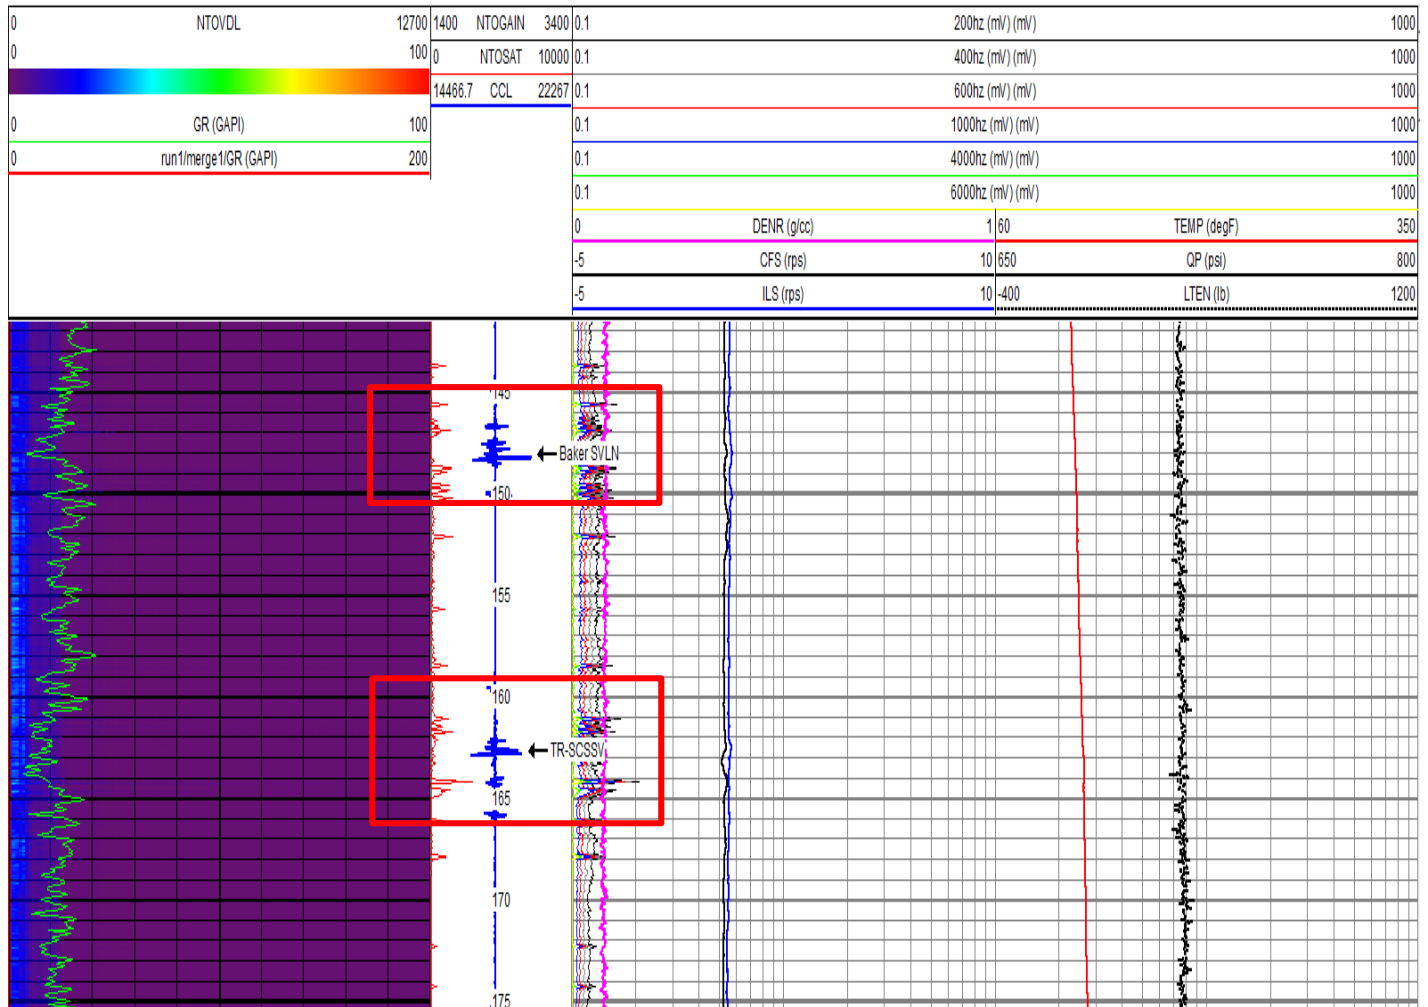 0 NTOVDL 12700 1400 NTOGAIN 3400 0.1 200hz (mV) (mV) 1000
0 100 0 NTOSAT 10000 0.1 400hz (mV) (mV) 1000
14466.7 CCL 22267 0.1 600hz (mV) (mV) 1000
0 GR (GAPI) 100 0.1 1000hz (mV) (mV) 1000
0 run1/merge1/GR (GAPI) 200 0.1 4000hz (mV) (mV) 1000
0.1 6000hz (mV) (mV) 1000
0 DENR (g/cc) 1 60 TEMP (degF) 350
-5 CFS (rps) 10 650 QP (psi) 800
-5 ILS (rps) 10 -400 LTEN (lb) 1200
145
Baker SVLN
150
155
160
TR-SCSSV
165
170
175